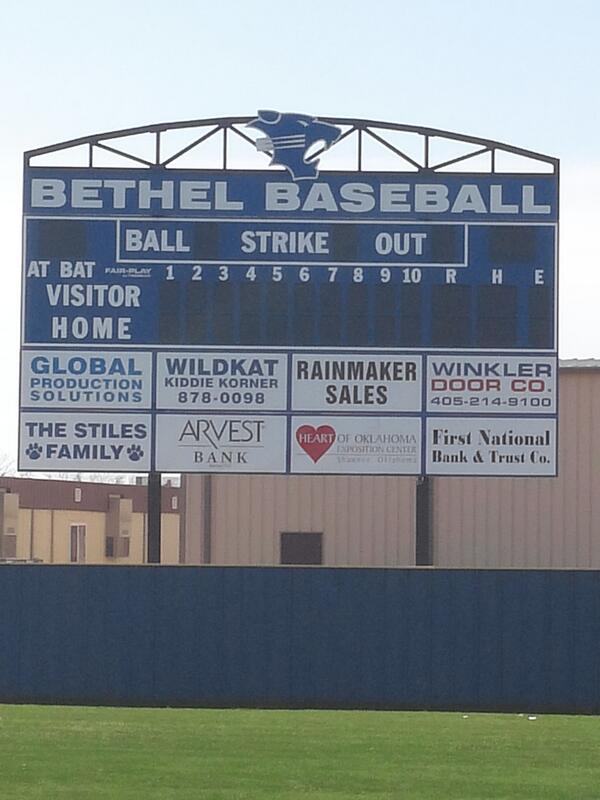 BETHEL BASEBALL
BALL STRIKE OUT
AT BAT FAIR-PLAY 1 2 3 4 5 6 7 8 9 10 R H E
VISITOR
HOME
GLOBAL
PRODUCTION
SOLUTIONS
WILDKAT
KIDDIE KORNER
878-0098
RAINMAKER
SALES
WINKLER
DOOR CO.
405-214-9100
THE STILES
FAMILY
ARVEST
BANK
HEART OF OKLAHOMA
EXPOSITION CENTER
Shawnee, Oklahoma
First National
Bank & Trust Co.